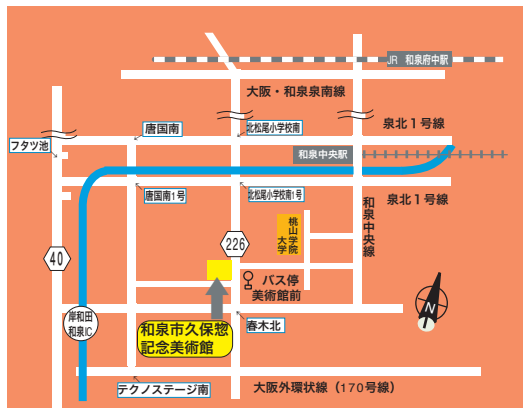 JR 和泉府中駅
大阪・和泉泉南線
唐国南
北松尾小学校南
泉北1号線
フタツ池
和泉中央駅
唐国南1号
北松尾小学校南1号
泉北1号線
和泉中央線
桃山学院
大学
226
40
バス停
美術館前
N
岸和田
和泉IC
和泉市久保惣
記念美術館
春木北
テクノステージ南
大阪外環状線（170号線）